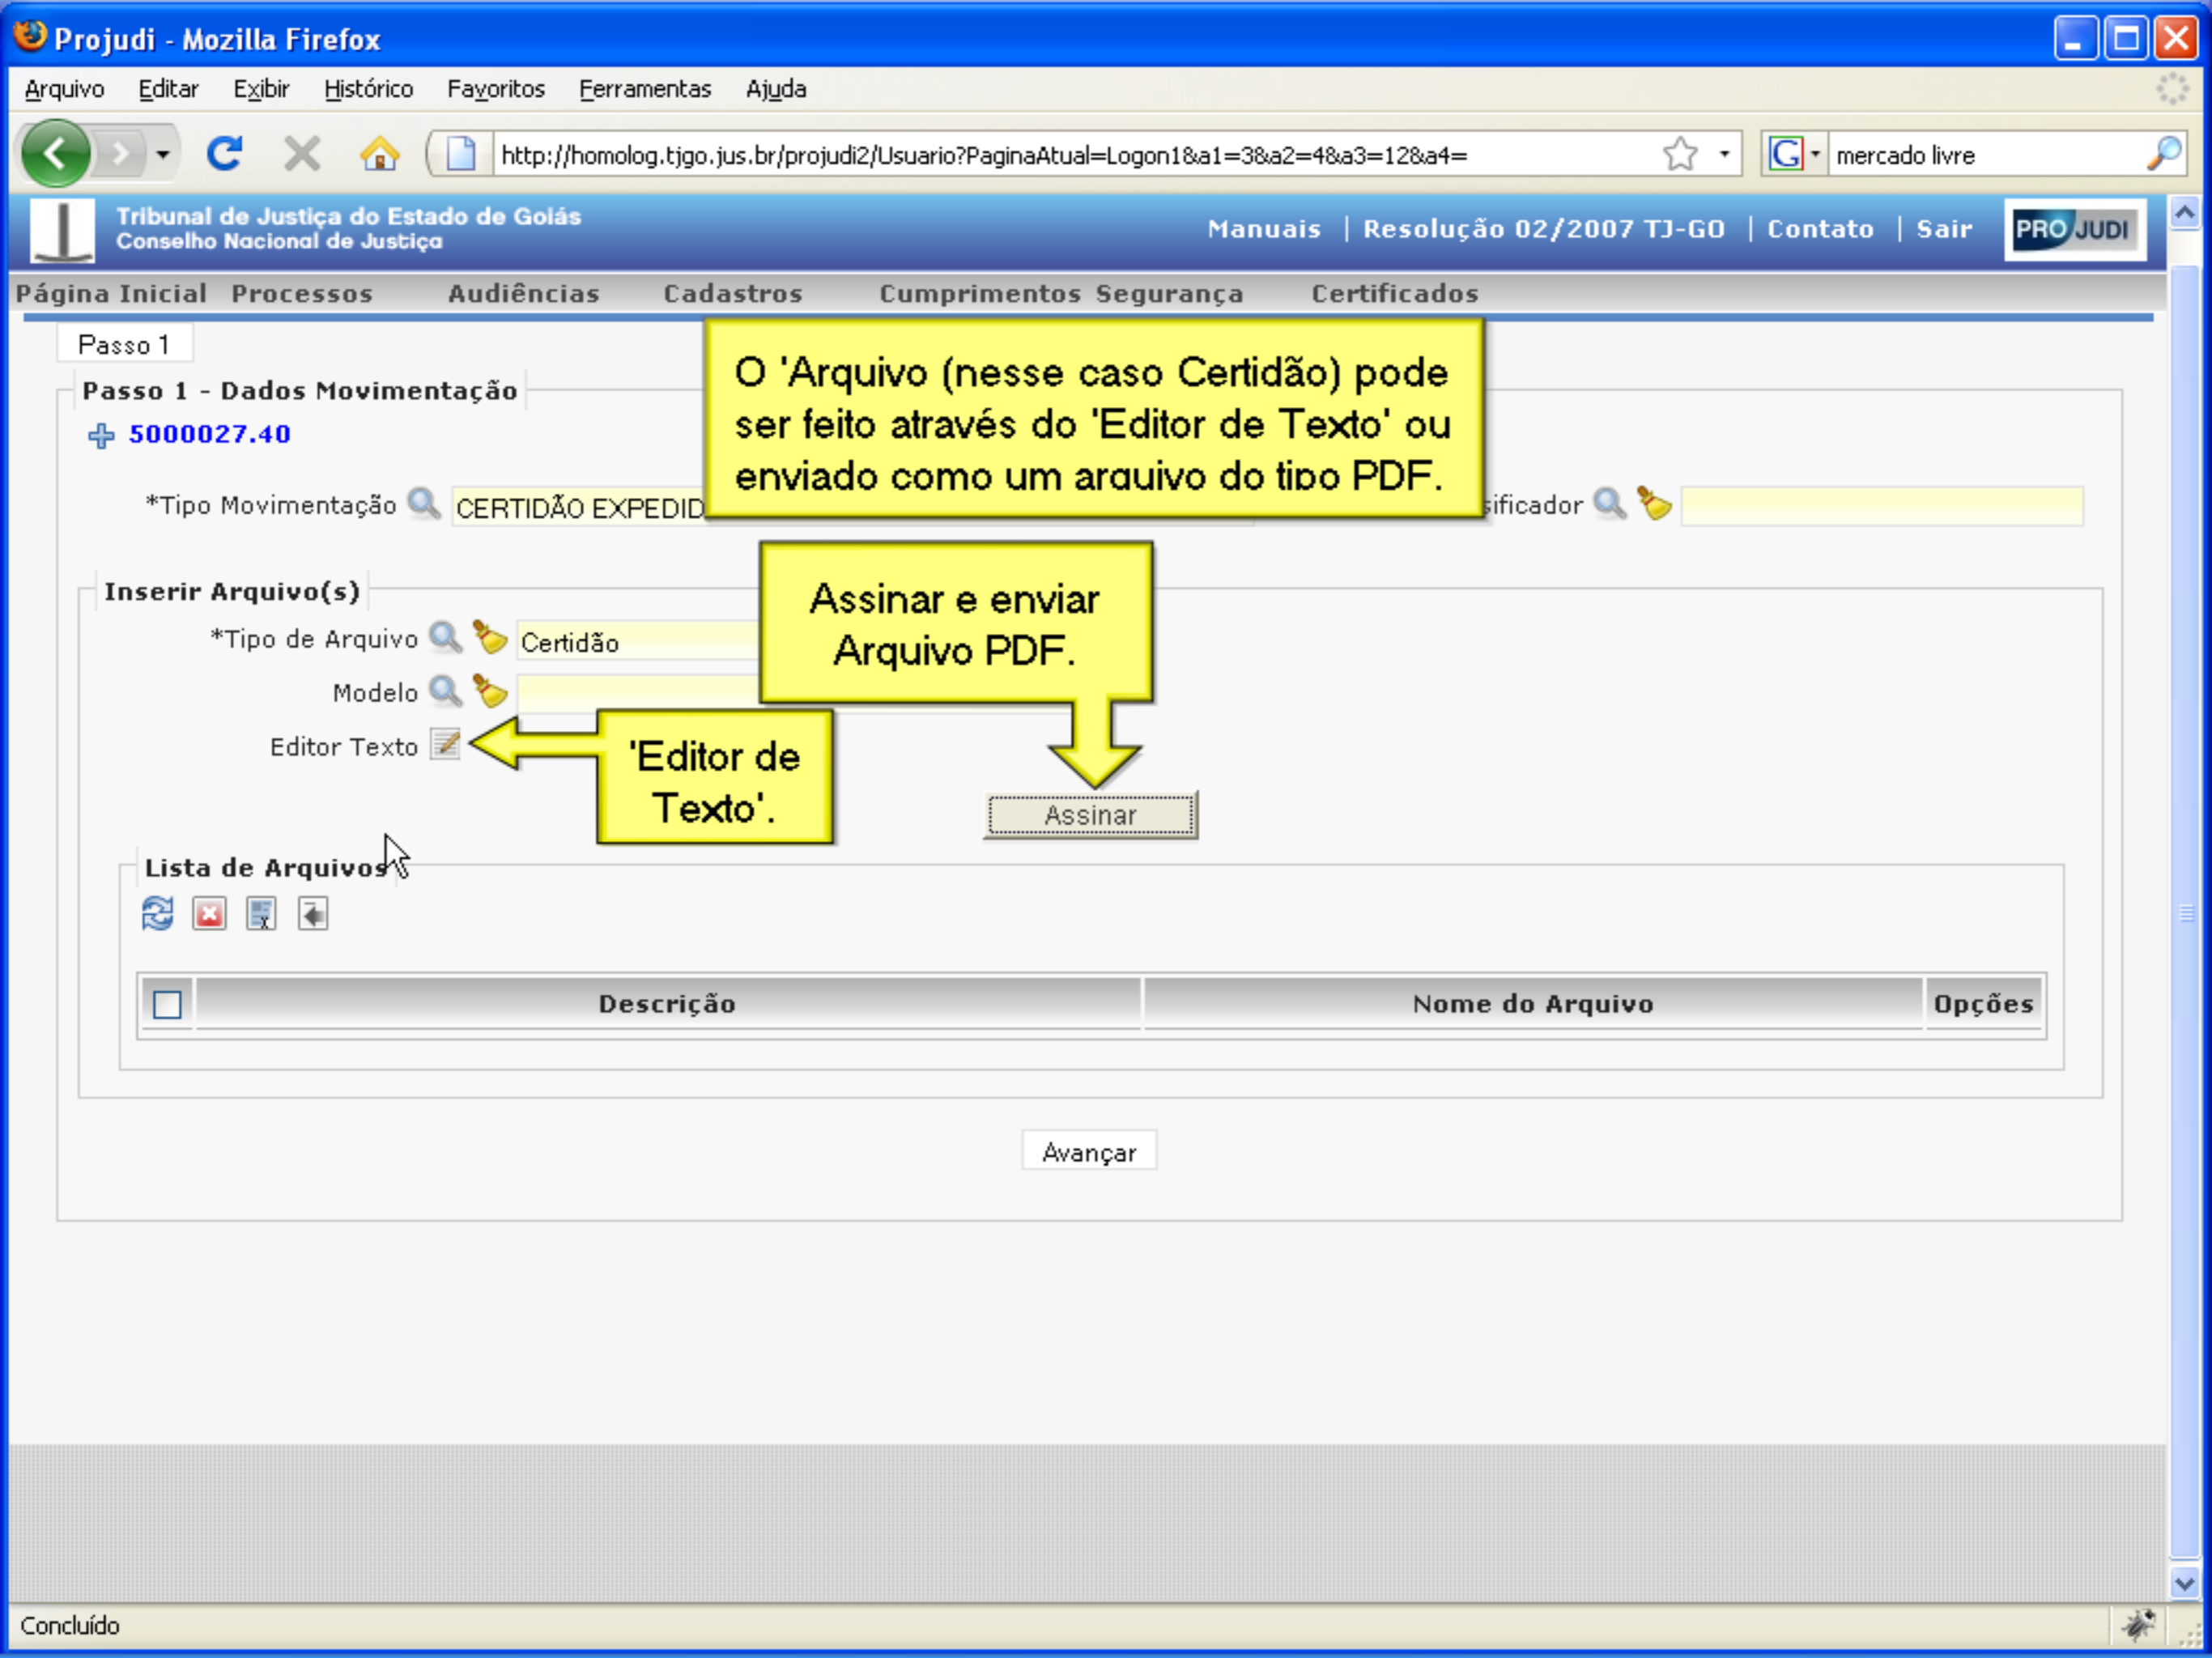 Projudi - Mozilla Firefox
Arquivo Editar Exibir Histórico Favoritos Ferramentas Ajuda
http://homolog.tjgo.jus.br/projudi2/Usuario?PaginaAtual=Logon1&a1=3&a2=4&a3=12&a4=
G mercado livre
Tribunal de Justiça do Estado de Goiás
Conselho Nacional de Justiça
Manuais | Resolução 02/2007 TJ-GO | Contato | Sair
PROJUDI
Página Inicial Processos Audiências Cadastros Cumprimentos Segurança Certificados
Passo 1
Passo 1 - Dados Movimentação
5000027.40
O 'Arquivo (nesse caso Certidão) pode
ser feito através do 'Editor de Texto' ou
enviado como um arquivo do tipo PDF.
*Tipo Movimentação CERTIDÃO EXPEDID
sificador
Inserir Arquivo(s)
Assinar e enviar
Arquivo PDF.
*Tipo de Arquivo Certidão
Modelo
Editor Texto
'Editor de
Texto'.
Assinar
Lista de Arquivos
Descrição Nome do Arquivo Opções
Avançar
Concluído